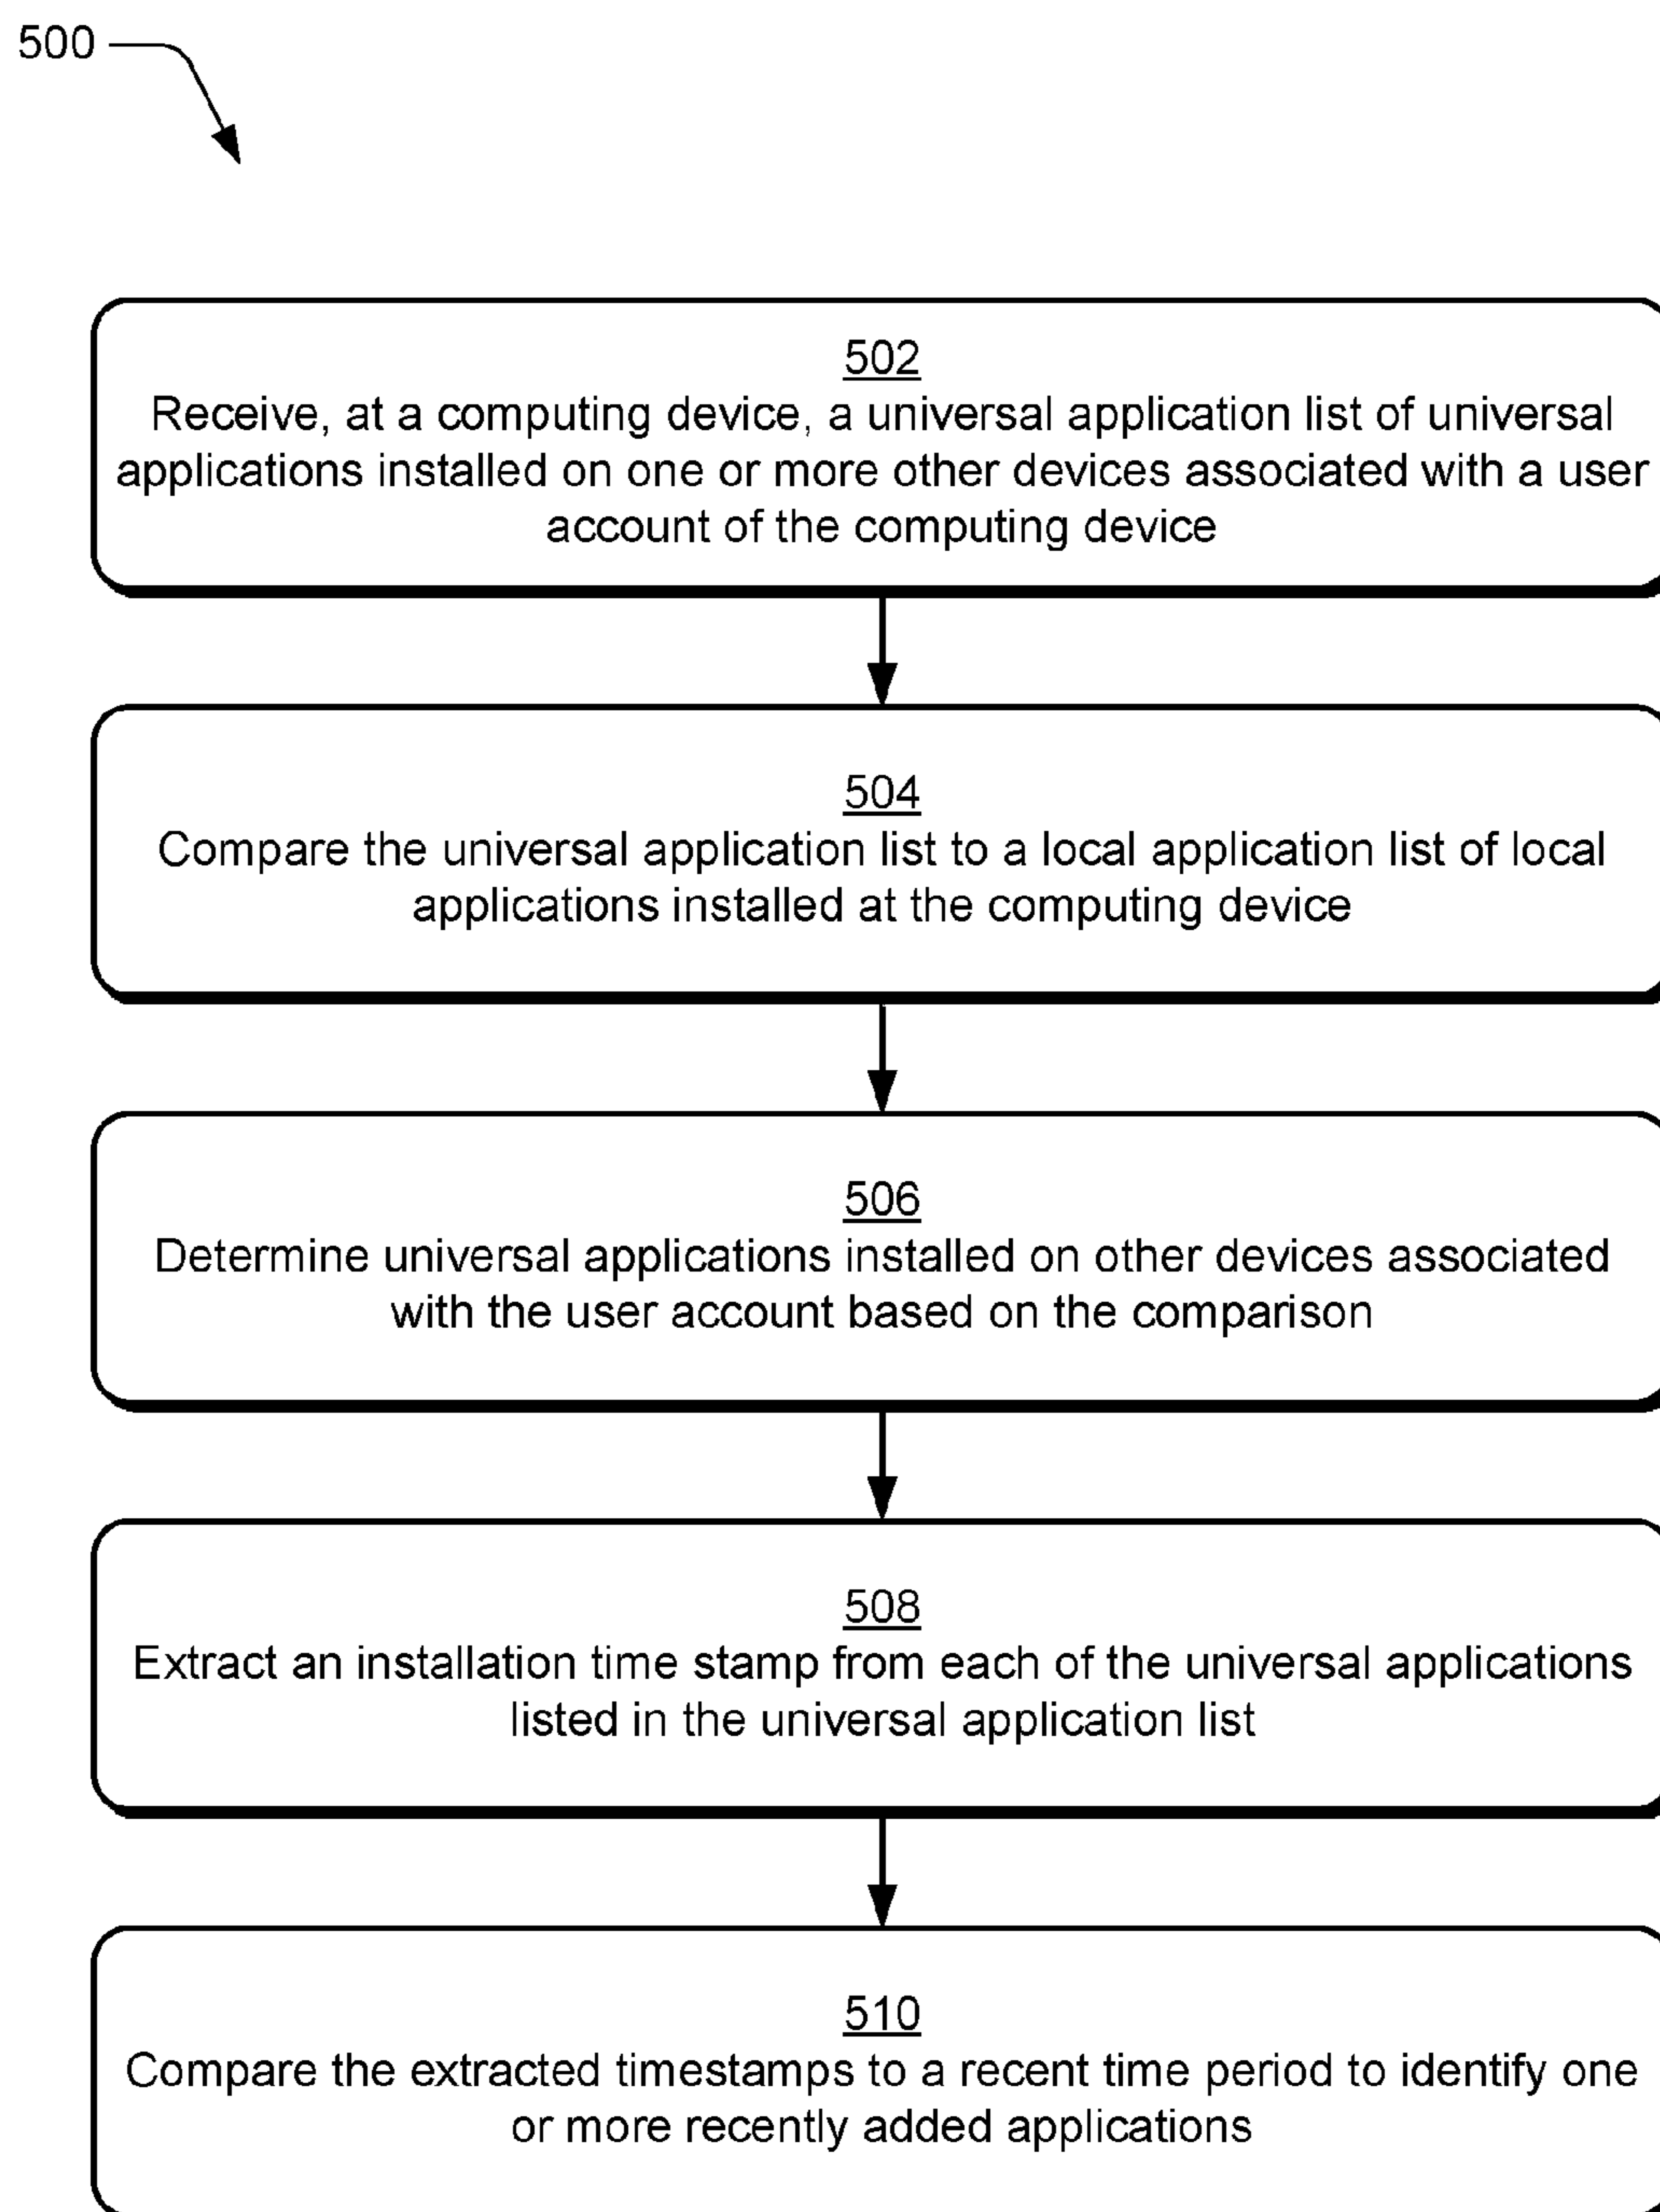 500
502
Receive, at a computing device, a universal application list of universal
applications installed on one or more other devices associated with a user
account of the computing device
504
Compare the universal application list to a local application list of local
applications installed at the computing device
506
Determine universal applications installed on other devices associated
with the user account based on the comparison
508
Extract an installation time stamp from each of the universal applications
listed in the universal application list
510
Compare the extracted timestamps to a recent time period to identify one
or more recently added applications